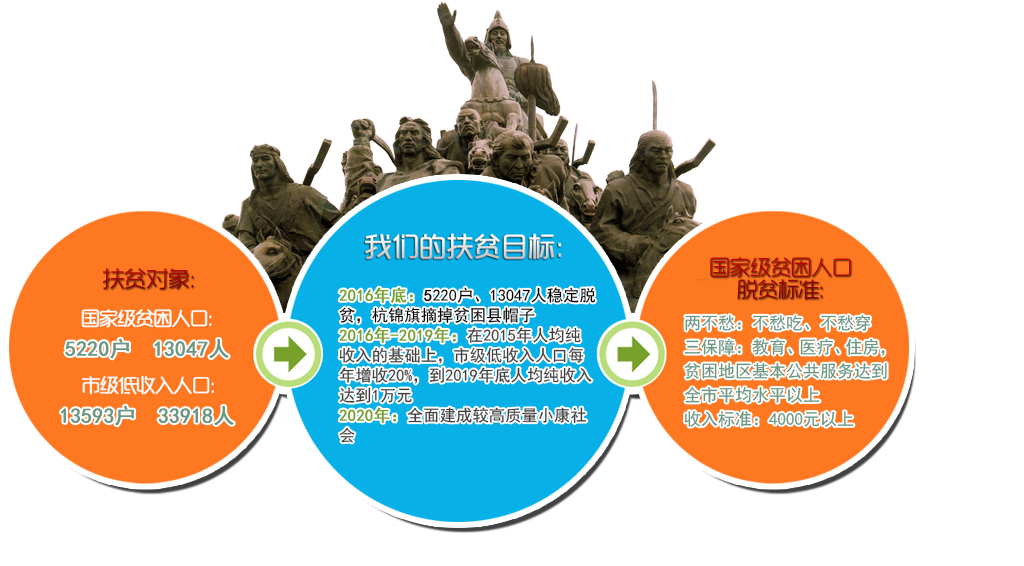 扶贫对象:
国家级贫困人口:
5220户 13047人
市级低收入人口:
13593户 33918人
我们的扶贫目标:
2016年底：5220户、13047人稳定脱
贫，杭锦旗摘掉贫困县帽子
2016年-2019年：在2015年人均纯
收入的基础上，市级低收入人口每
年增收20%，到2019年底人均纯收入
达到1万元
2020年：全面建成较高质量小康社
会
国家级贫困人口
脱贫标准:
两不愁：不愁吃、不愁穿
三保障：教育、医疗、住房，
贫困地区基本公共服务达到
全市平均水平以上
收入标准：4000元以上